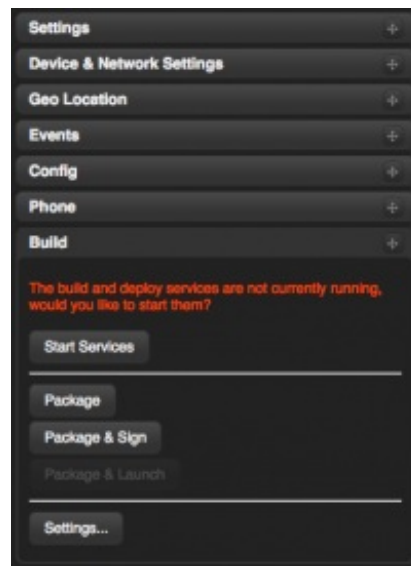 Settings
Device & Network Settings
Geo Location
Events
Config
Phone
Build
The build and deploy services are not currently running,
would you like to start them?
Start Services
Package
Package & Sign
Package & Launch
Settings...